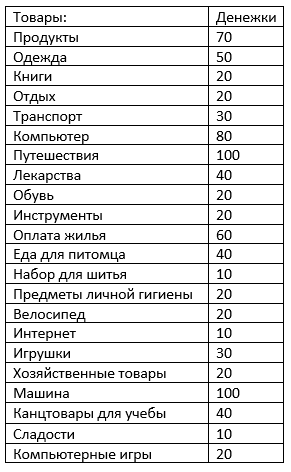 Товары: Денежки
Продукты 70
Одежда 50
Книги 20
Отдых 20
Транспорт 30
Компьютер 80
Путешествия 100
Лекарства 40
Обувь 20
Инструменты 20
Оплата жилья 60
Еда для питомца 40
Набор для шитья 10
Предметы личной гигиены 20
Велосипед 20
Интернет 10
Игрушки 30
Хозяйственные товары 20
Машина 100
Канцтовары для учебы 40
Сладости 10
Компьютерные игры 20